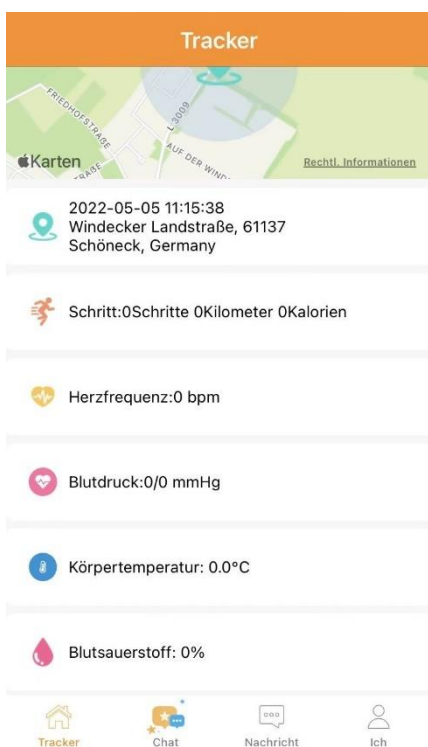 Tracker
FRIEDHOFSTRAßE
L 3009
AUF DER WIND
Karten
Rechtl. Informationen
2022-05-05 11:15:38
Windecker Landstraße, 61137
Schöneck, Germany
Schritt:0Schritte 0Kilometer 0Kalorien
Herzfrequenz:0 bpm
Blutdruck:0/0 mmHg
Körpertemperatur: 0.0°C
Blutsauerstoff: 0%
Tracker
Chat
Nachricht
Ich